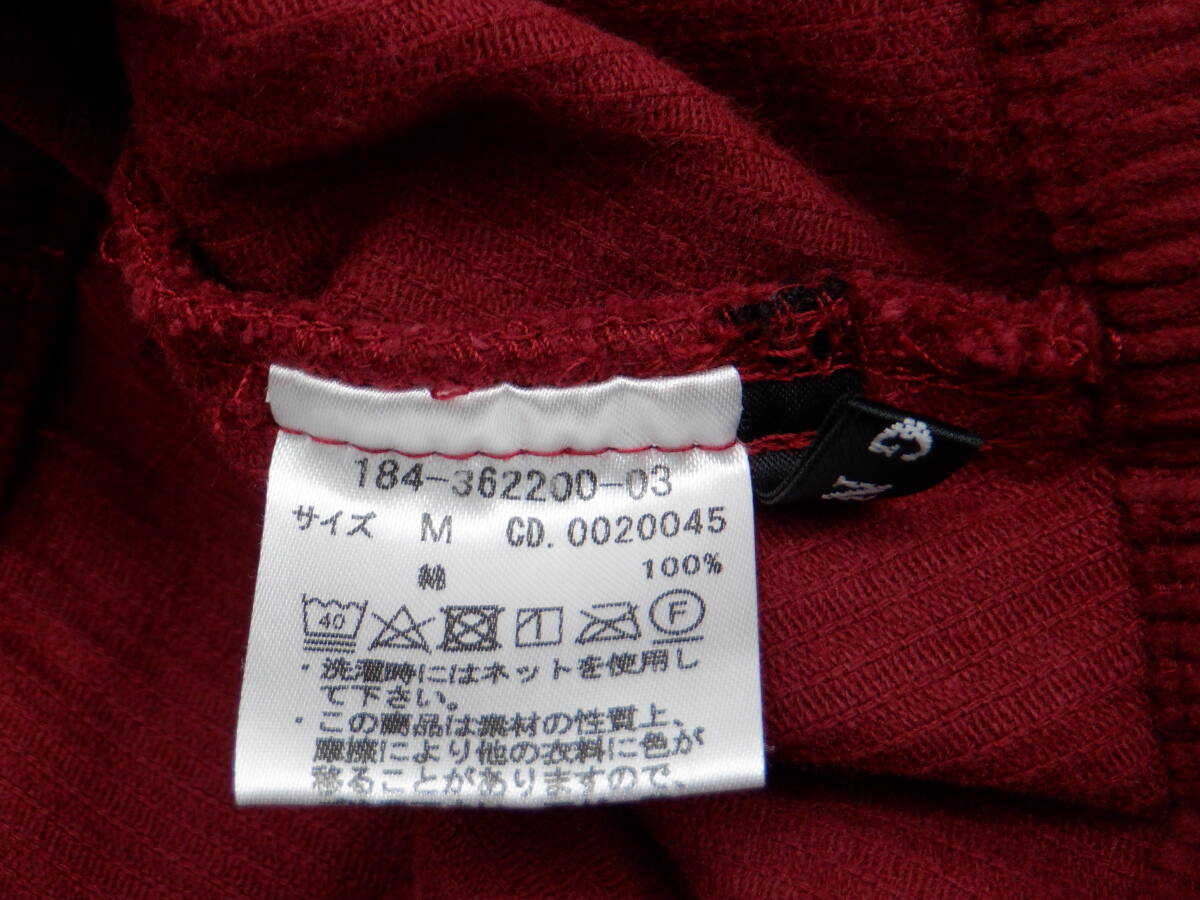 184-362200-03
サイズ M CD. 0020045
綿 100%
40
1
F
・洗濯時にはネットを使用し
て下さい。
・この商品は素材の性質上、
摩擦により他の衣料に色が
移ることがありますので、